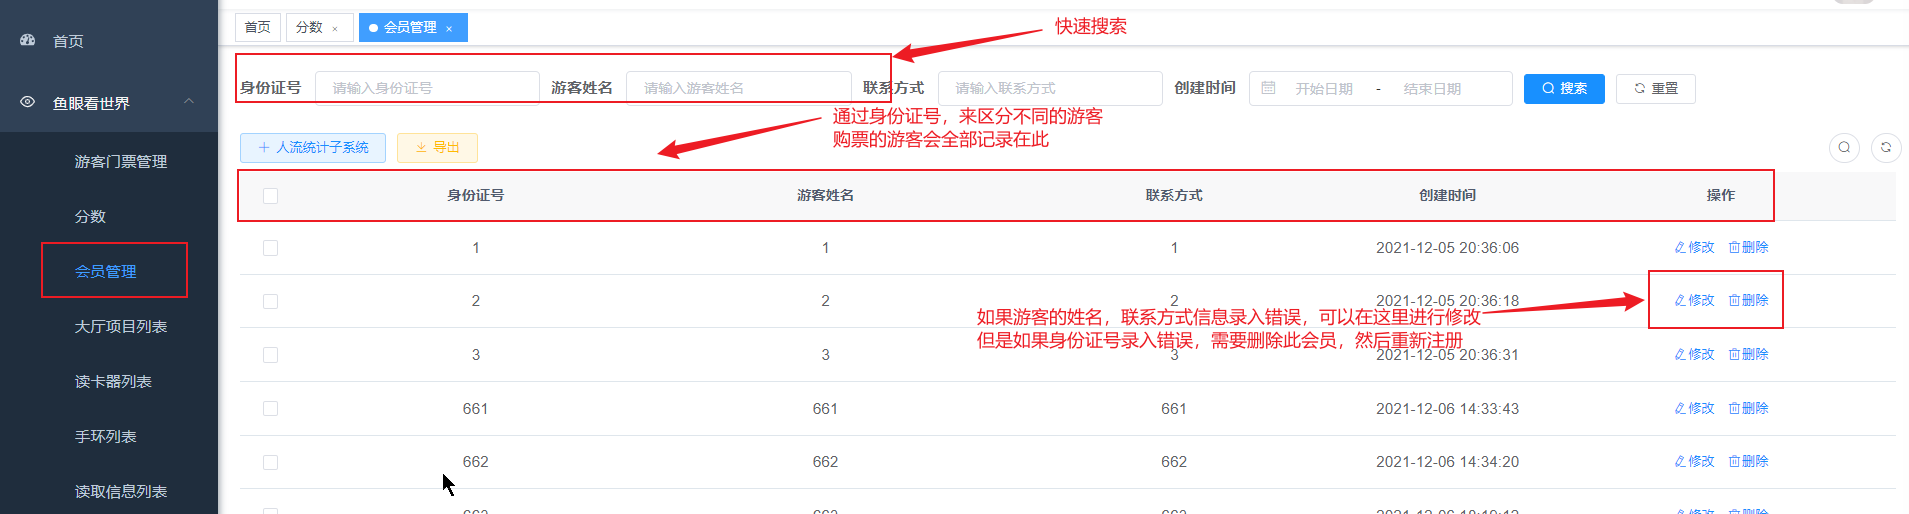 首页
鱼眼看世界
游客门票管理
分数
会员管理
大厅项目列表
读卡器列表
手环列表
读取信息列表
首页 分数 × 会员管理 ×
快速搜索
身份证号 请输入身份证号 游客姓名 请输入游客姓名 联系方式 请输入联系方式 创建时间 开始日期 - 结束日期 搜索 重置
通过身份证号，来区分不同的游客
购票的游客会全部记录在此
+ 人流统计子系统 导出
身份证号 游客姓名 联系方式 创建时间 操作
1 1 1 2021-12-05 20:36:06 修改 删除
2 2 2 2021-12-05 20:36:18 修改 删除
如果游客的姓名，联系方式信息录入错误，可以在这里进行修改
但是如果身份证号录入错误，需要删除此会员，然后重新注册
3 3 3 2021-12-05 20:36:31 修改 删除
661 661 661 2021-12-06 14:33:43 修改 删除
662 662 662 2021-12-06 14:34:20 修改 删除